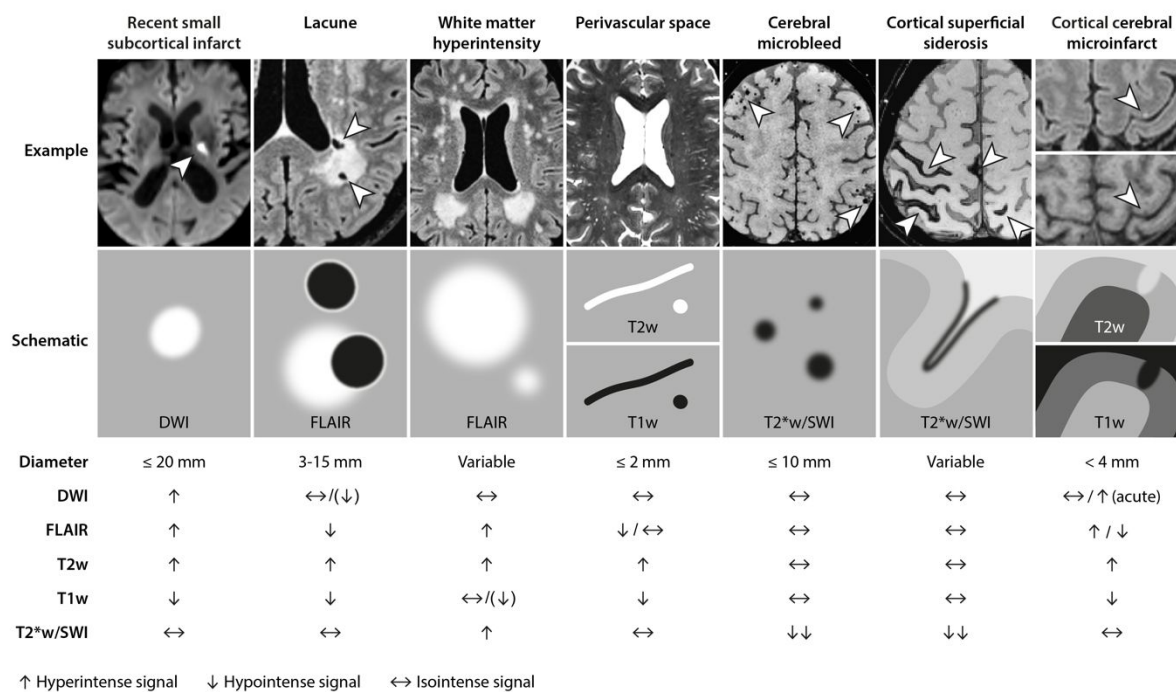 Recent small subcortical infarct
Lacune
White matter hyperintensity
Perivascular space
Cerebral microbleed
Cortical superficial siderosis
Cortical cerebral microinfarct
Example
Schematic
DWI
FLAIR
FLAIR
T2w
T1w
T2*w/SWI
T2*w/SWI
T2w
T1w
Diameter ≤ 20 mm 3-15 mm Variable ≤ 2 mm ≤ 10 mm Variable < 4 mm
DWI ↑ ↔/(↓) ↔ ↔ ↔ ↔ ↔ / ↑ (acute)
FLAIR ↑ ↓ ↑ ↓ / ↔ ↔ ↔ ↑ / ↓
T2w ↑ ↑ ↑ ↑ ↔ ↔ ↑
T1w ↓ ↓ ↔/(↓) ↓ ↔ ↔ ↓
T2*w/SWI ↔ ↔ ↑ ↔ ↓↓ ↓↓ ↔
↑ Hyperintense signal ↓ Hypointense signal ↔ Isointense signal